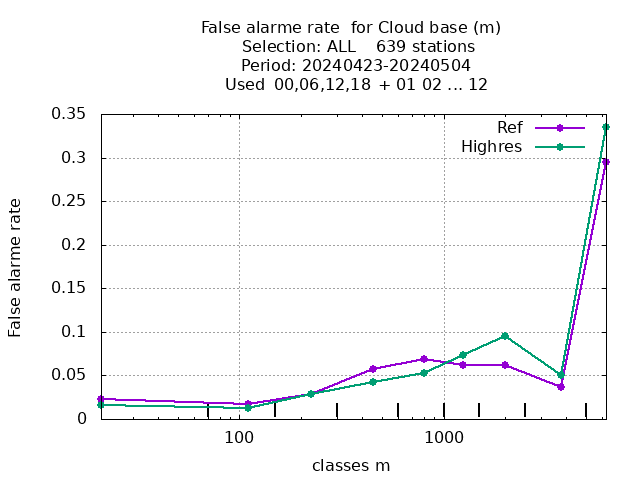 False alarme rate  for Cloud base (m)
Selection: ALL    639 stations
Period: 20240423-20240504
Used  00,06,12,18 + 01 02 ... 12
Ref
Highres
0.35
0.3
0.25
0.2
0.15
0.1
0.05
0
False alarme rate
100
1000
classes m